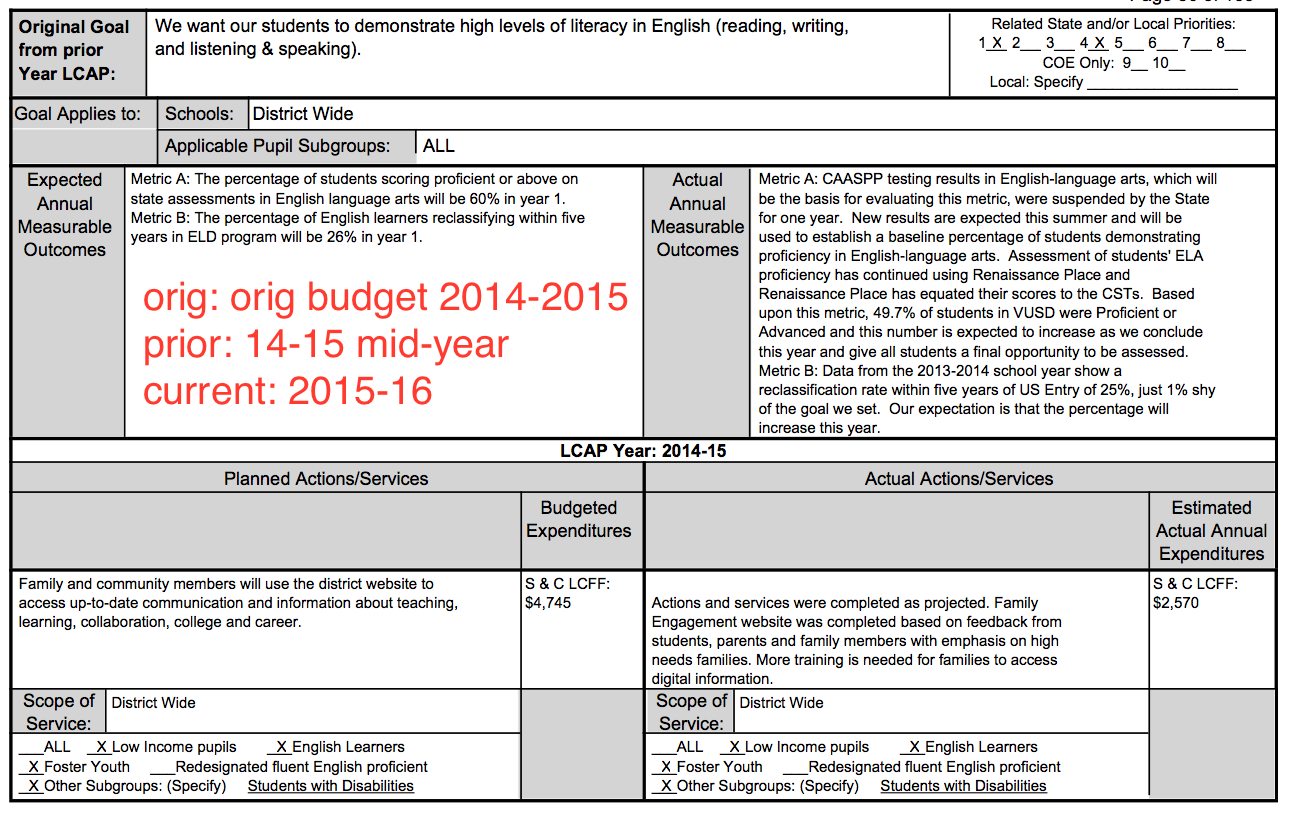 Original Goal
from prior
Year LCAP:
We want our students to demonstrate high levels of literacy in English (reading, writing,
and listening & speaking).
Related State and/or Local Priorities:
1_X_ 2__ 3__ 4_X_ 5__ 6__ 7__ 8__
COE Only: 9__ 10__
Local: Specify __________________
Goal Applies to:
Schools:
District Wide
Applicable Pupil Subgroups:
ALL
Expected
Annual
Measurable
Outcomes
Metric A: The percentage of students scoring proficient or above on
state assessments in English language arts will be 60% in year 1.
Metric B: The percentage of English learners reclassifying within five
years in ELD program will be 26% in year 1.
orig: orig budget 2014-2015
prior: 14-15 mid-year
current: 2015-16
Actual
Annual
Measurable
Outcomes
Metric A: CAASPP testing results in English-language arts, which will
be the basis for evaluating this metric, were suspended by the State
for one year. New results are expected this summer and will be
used to establish a baseline percentage of students demonstrating
proficiency in English-language arts. Assessment of students' ELA
proficiency has continued using Renaissance Place and
Renaissance Place has equated their scores to the CSTs. Based
upon this metric, 49.7% of students in VUSD were Proficient or
Advanced and this number is expected to increase as we conclude
this year and give all students a final opportunity to be assessed.
Metric B: Data from the 2013-2014 school year show a
reclassification rate within five years of US Entry of 25%, just 1% shy
of the goal we set. Our expectation is that the percentage will
increase this year.
LCAP Year: 2014-15
Planned Actions/Services
Actual Actions/Services
Budgeted
Expenditures
Estimated
Actual Annual
Expenditures
Family and community members will use the district website to
access up-to-date communication and information about teaching,
learning, collaboration, college and career.
S & C LCFF:
$4,745
Actions and services were completed as projected. Family
Engagement website was completed based on feedback from
students, parents and family members with emphasis on high
needs families. More training is needed for families to access
digital information.
S & C LCFF:
$2,570
Scope of
Service:
District Wide
Scope of
Service:
District Wide
___ALL _X_Low Income pupils _X_English Learners
_X_Foster Youth ___Redesignated fluent English proficient
_X_Other Subgroups: (Specify) Students with Disabilities
___ALL _X_Low Income pupils _X_English Learners
_X_Foster Youth ___Redesignated fluent English proficient
_X_Other Subgroups: (Specify) Students with Disabilities